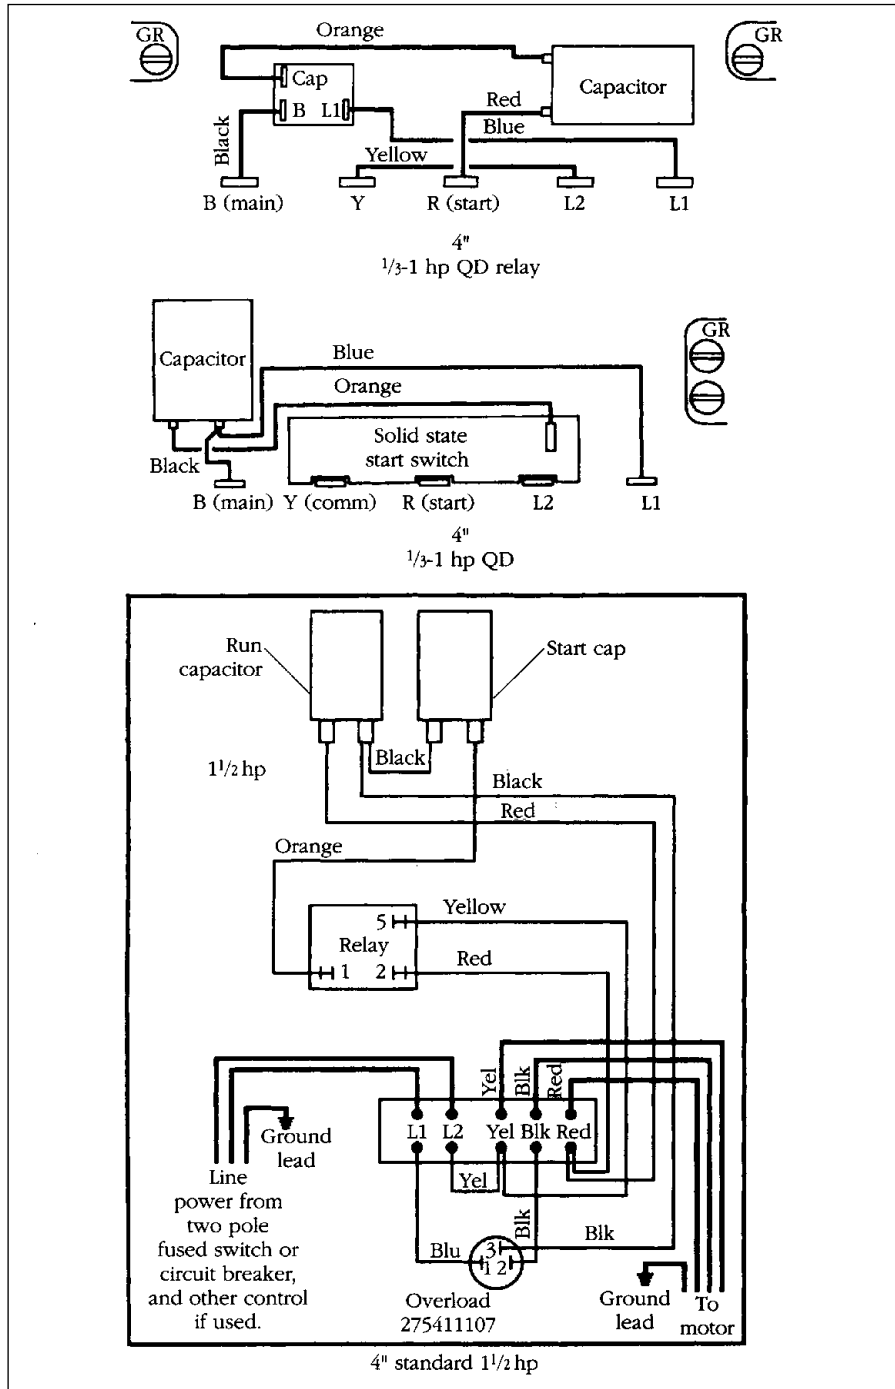 GR
Orange
GR
Cap
Capacitor
B L1
Red
Black
Blue
Yellow
B (main) Y R (start) L2 L1
4"
1/3-1 hp QD relay
GR
Capacitor
Blue
Orange
Solid state
start switch
Black
B (main) Y (comm) R (start) L2 L1
4"
1/3-1 hp QD
Run
capacitor
Start cap
Black
1 1/2 hp
Black
Red
Orange
Yellow
5
Relay
Red
1 2
Yel
Blk
Red
L1 L2 Yel Blk Red
Ground
lead
Line
power from
two pole
fused switch or
circuit breaker,
and other control
if used.
Yel
Blk
Blk
Blu
3
1 2
Overload
275411107
Ground
lead
To
motor
4" standard 1 1/2 hp